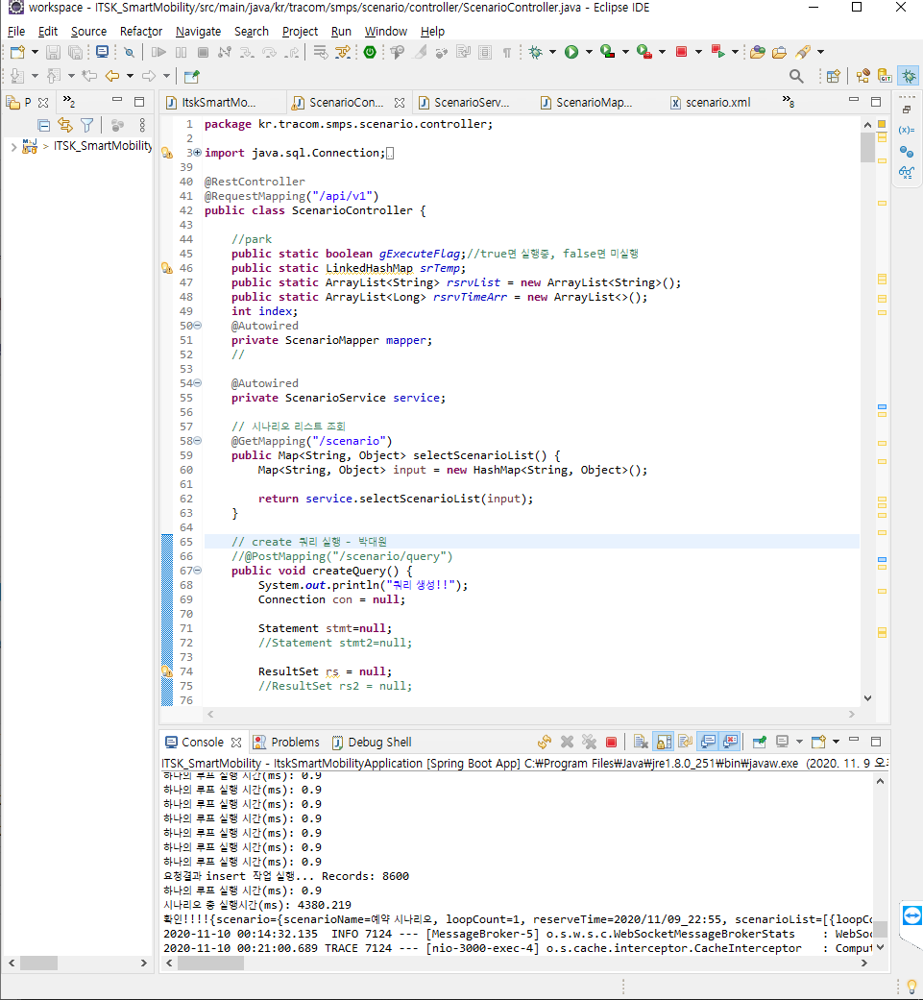 workspace - ITSK_SmartMobility/src/main/java/kr/tracom/smps/scenario/controller/ScenarioController.java - Eclipse IDE
File Edit Source Refactor Navigate Search Project Run Window Help
P
»2
ItskSmartMo...
ScenarioCon...
ScenarioServ...
ScenarioMap...
scenario.xml
»8
ITSK_SmartMobility
1 package kr.tracom.smps.scenario.controller;
2
3 import java.sql.Connection;
39
40 @RestController
41 @RequestMapping("/api/v1")
42 public class ScenarioController {
43
44 //park
45 public static boolean gExecuteFlag;//true면 실행중, false면 미실행
46 public static LinkedHashMap srTemp;
47 public static ArrayList<String> rsrvList = new ArrayList<String>();
48 public static ArrayList<Long> rsrvTimeArr = new ArrayList<>();
49 int index;
50 @Autowired
51 private ScenarioMapper mapper;
52 //
53
54 @Autowired
55 private ScenarioService service;
56
57 // 시나리오 리스트 조회
58 @GetMapping("/scenario")
59 public Map<String, Object> selectScenarioList() {
60 Map<String, Object> input = new HashMap<String, Object>();
61
62 return service.selectScenarioList(input);
63 }
64
65 // create 쿼리 실행 - 박대원
66 //@PostMapping("/scenario/query")
67 public void createQuery() {
68 System.out.println("쿼리 생성!!");
69 Connection con = null;
70
71 Statement stmt=null;
72 //Statement stmt2=null;
73
74 ResultSet rs = null;
75 //ResultSet rs2 = null;
76
(x)=
Console Problems Debug Shell
ITSK_SmartMobility - ItskSmartMobilityApplication [Spring Boot App] C:₩Program Files₩Java₩jre1.8.0_251₩bin₩javaw.exe (2020. 11. 9 오
하나의 루프 실행 시간(ms): 0.9
하나의 루프 실행 시간(ms): 0.9
하나의 루프 실행 시간(ms): 0.9
하나의 루프 실행 시간(ms): 0.9
하나의 루프 실행 시간(ms): 0.9
하나의 루프 실행 시간(ms): 0.9
하나의 루프 실행 시간(ms): 0.9
요청결과 insert 작업 실행... Records: 8600
하나의 루프 실행 시간(ms): 0.9
시나리오 총 실행시간(ms): 4380.219
확인!!!!{scenario={scenarioName=예약 시나리오, loopCount=1, reserveTime=2020/11/09_22:55, scenarioList=[{loopC
2020-11-10 00:14:32.135 INFO 7124 --- [MessageBroker-5] o.s.w.s.c.WebSocketMessageBrokerStats : WebSoc
2020-11-10 00:21:00.689 TRACE 7124 --- [nio-3000-exec-4] o.s.cache.interceptor.CacheInterceptor : Comput